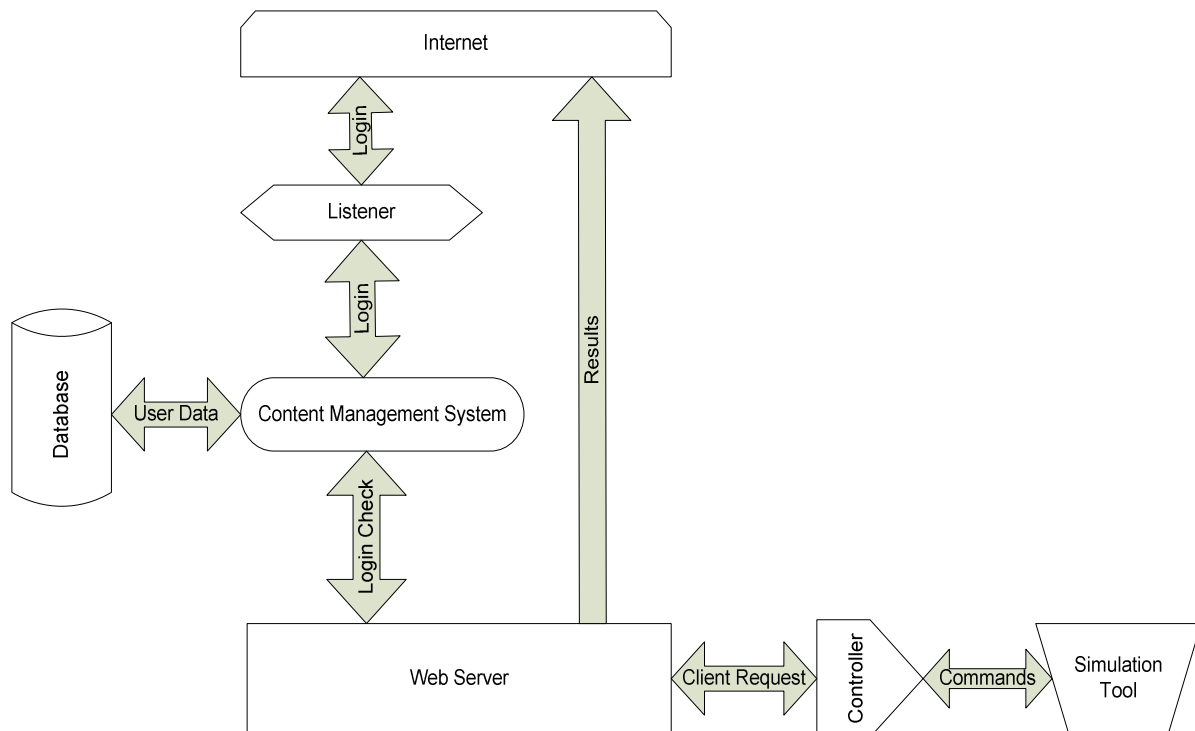 Internet
Login
Listener
Login
Results
Database
User Data
Content Management System
Login Check
Web Server
Client Request
Controller
Commands
Simulation
Tool